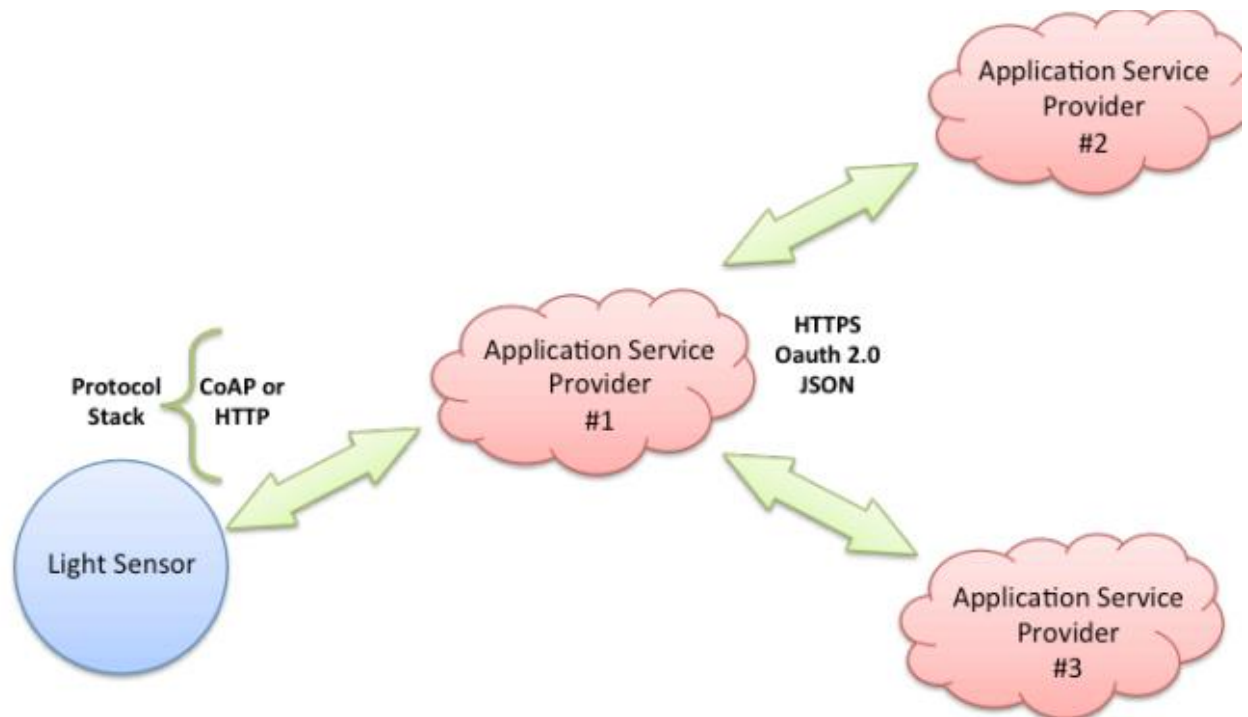 Application Service
Provider
#2
Application Service
Provider
#1
HTTPS
Oauth 2.0
JSON
Protocol
Stack
CoAP or
HTTP
Light Sensor
Application Service
Provider
#3